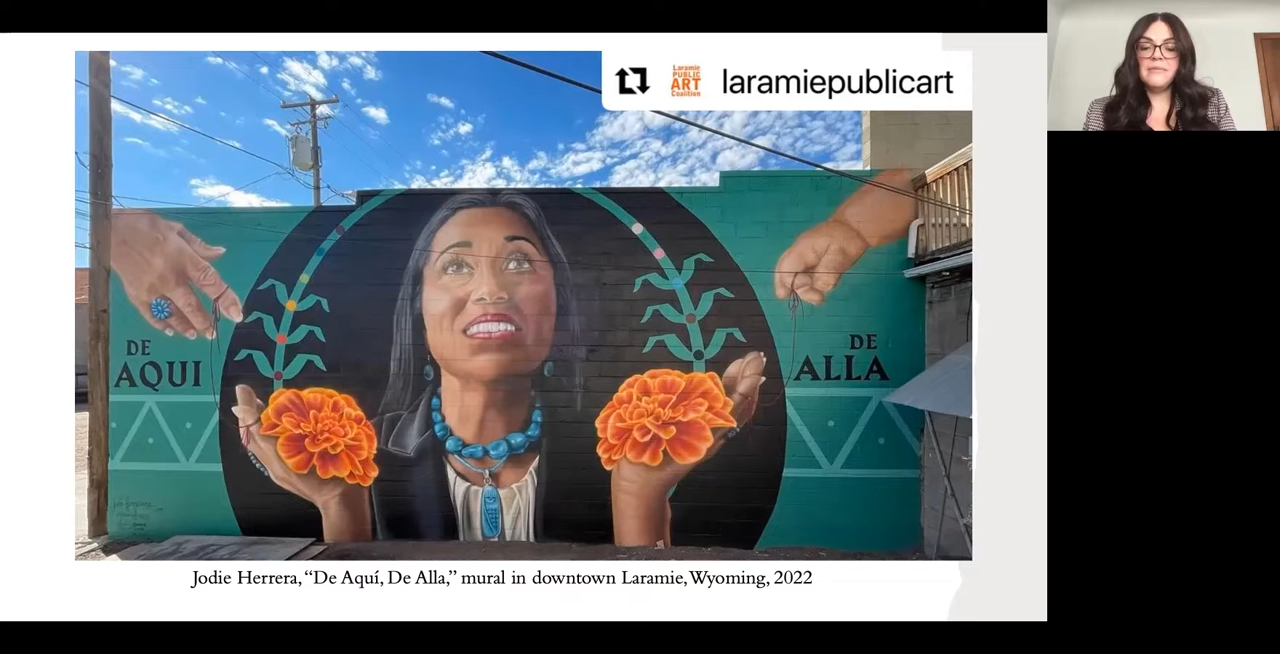 Laramie
PUBLIC
ART
Coalition
laramiepublicart
DE
AQUI
DE
ALLA
Jodie Herrera, “De Aquí, De Alla,” mural in downtown Laramie, Wyoming, 2022